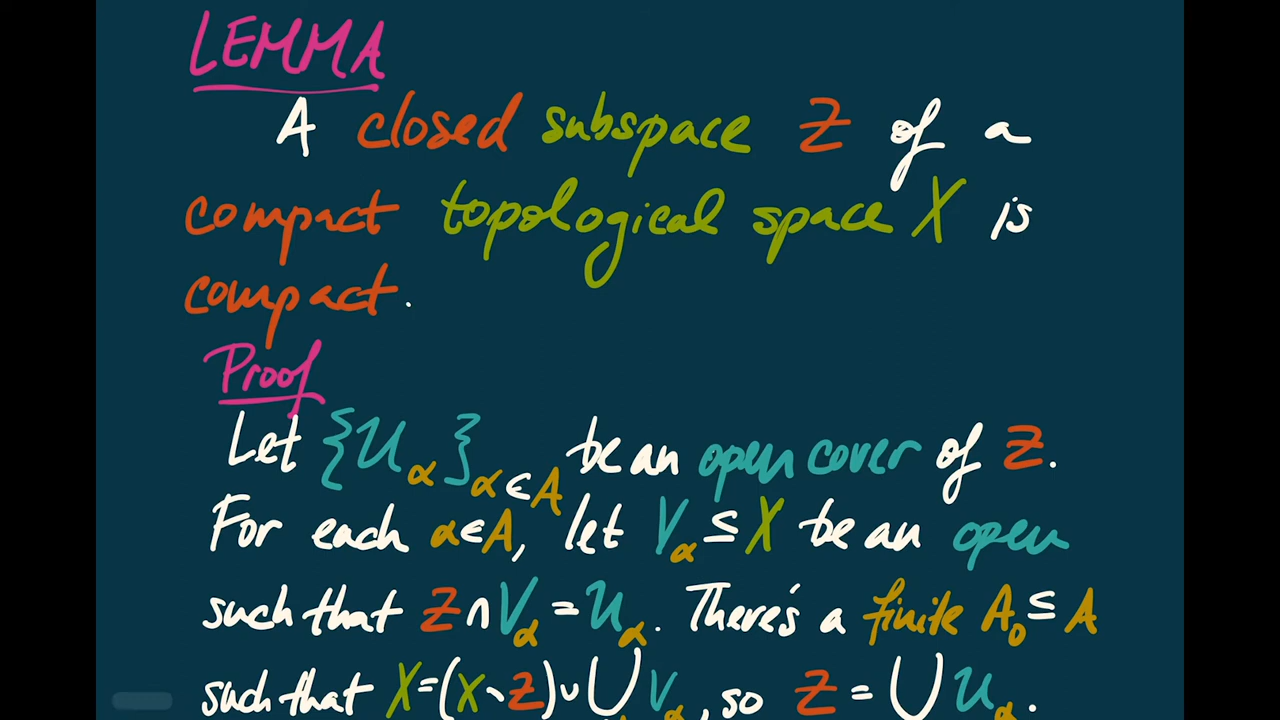 LEMMA
A closed subspace Z of a
compact topological space X is
compact.
Proof
Let {U_α}_{α∈A} be an open cover of Z.
For each α∈A, let V_α ⊆ X be an open
such that Z ∩ V_α = U_α. There's a finite A_0 ⊆ A
such that X = (X \ Z) ∪ ⋃ V_α, so Z = ⋃ U_α.